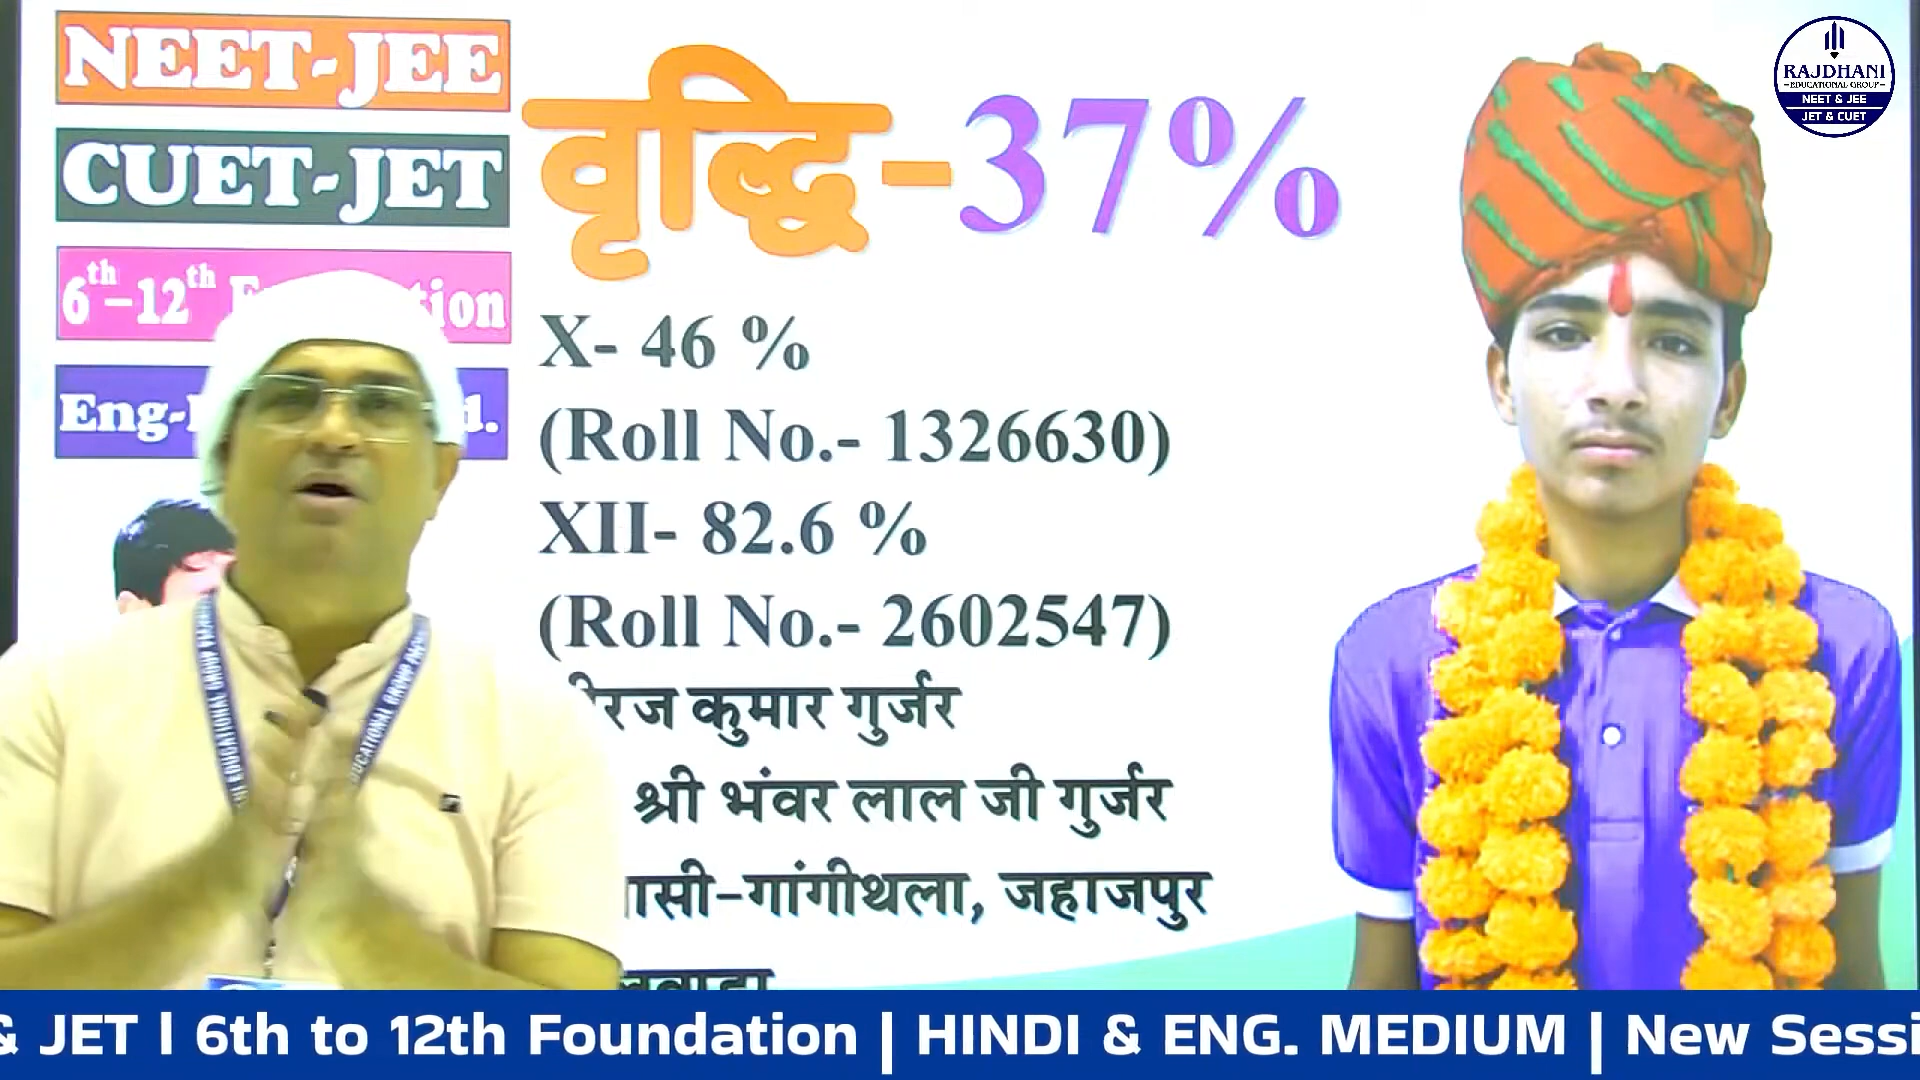 NEET-JEE
CUET-JET
6th-12th
वृद्धि-37%
X- 46 %
(Roll No.- 1326630)
XII- 82.6 %
(Roll No.- 2602547)
कुमार गुर्जर
श्री भंवर लाल जी गुर्जर
गांगीथला, जहाजपुर
RAJDHANI
EDUCATIONAL GROUP
NEET & JEE
JET & CUET
& JET | 6th to 12th Foundation | HINDI & ENG. MEDIUM | New Sessi